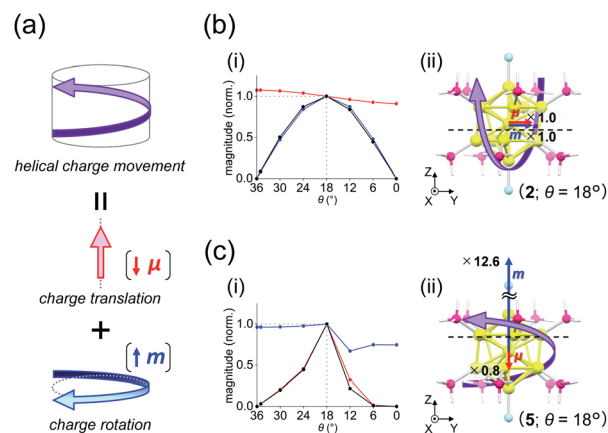 (a)
helical charge movement
=
[↓ μ]
charge translation
+
[↑ m]
charge rotation
(b)
(i)
magnitude (norm.)
1.0
0.5
0.0
36 30 24 18 12 6 0
θ (°)
(ii)
μ
× 1.0
m
× 1.0
Z
X Y
(2; θ = 18°)
(c)
(i)
magnitude (norm.)
1.0
0.5
0
36 30 24 18 12 6 0
θ (°)
(ii)
× 12.6
m
μ
× 0.8
Z
X Y
(5; θ = 18°)